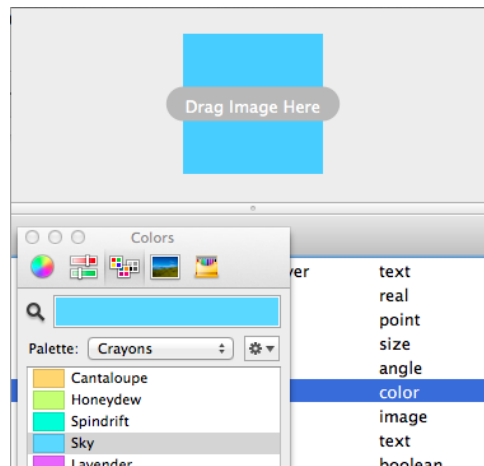 Drag Image Here
Colors
ver text
real
Palette: Crayons
point
size
angle
Cantaloupe
color
Honeydew
image
Spindrift
text
Sky
boolean
Lavender